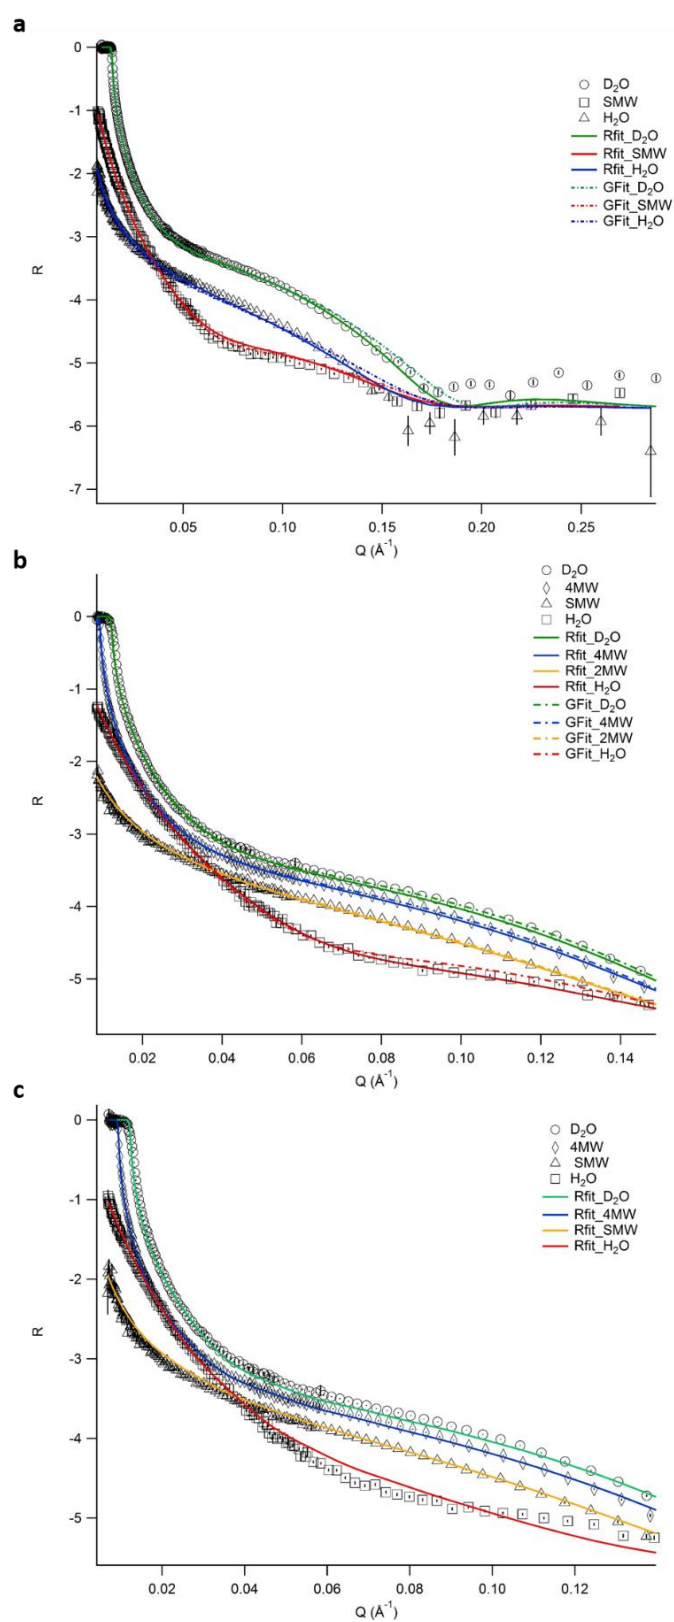 a
0
-1
-2
-3
-4
-5
-6
-7
R
0.05 0.10 0.15 0.20 0.25
Q (Å⁻¹)
D₂O
SMW
H₂O
Rfit_D₂O
Rfit_SMW
Rfit_H₂O
GFit_D₂O
GFit_SMW
GFit_H₂O
b
0
-1
-2
-3
-4
-5
R
0.02 0.04 0.06 0.08 0.10 0.12 0.14
Q (Å⁻¹)
D₂O
4MW
SMW
H₂O
Rfit_D₂O
Rfit_4MW
Rfit_2MW
Rfit_H₂O
GFit_D₂O
GFit_4MW
GFit_2MW
GFit_H₂O
c
0
-1
-2
-3
-4
-5
R
0.02 0.04 0.06 0.08 0.10 0.12
Q (Å⁻¹)
D₂O
4MW
SMW
H₂O
Rfit_D₂O
Rfit_4MW
Rfit_SMW
Rfit_H₂O